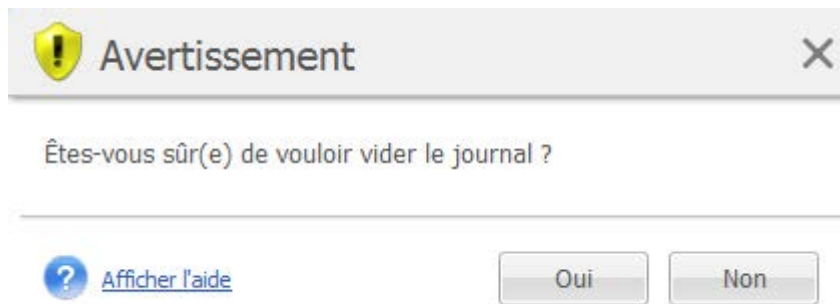 Avertissement
Êtes-vous sûr(e) de vouloir vider le journal ?
Afficher l'aide
Oui
Non